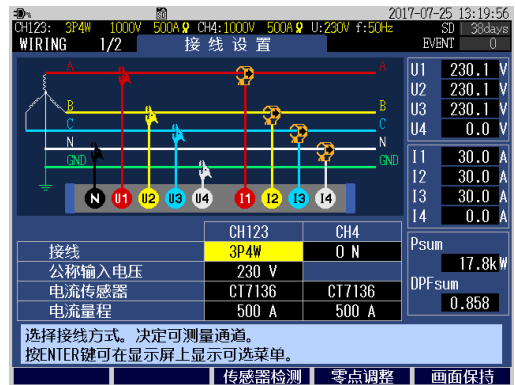 2017-07-25 13:19:56
CH123: 3P4W 1000V 500A CH4:1000V 500A U:230V f:50Hz SD 38days
WIRING 1/2 接线设置 EVENT 0
A A
B B
C C
N N
GND GND
N U1 U2 U3 U4 I1 I2 I3 I4
U1 230.1 V
U2 230.1 V
U3 230.1 V
U4 0.0 V
I1 30.0 A
I2 30.0 A
I3 30.0 A
I4 0.0 A
Psum
17.8kW
DPFsum
0.858
CH123 CH4
接线 3P4W ON
公称输入电压 230 V
电流传感器 CT7136 CT7136
电流量程 500 A 500 A
选择接线方式。决定可测量通道。
按ENTER键可在显示屏上显示可选菜单。
传感器检测 零点调整 画面保持